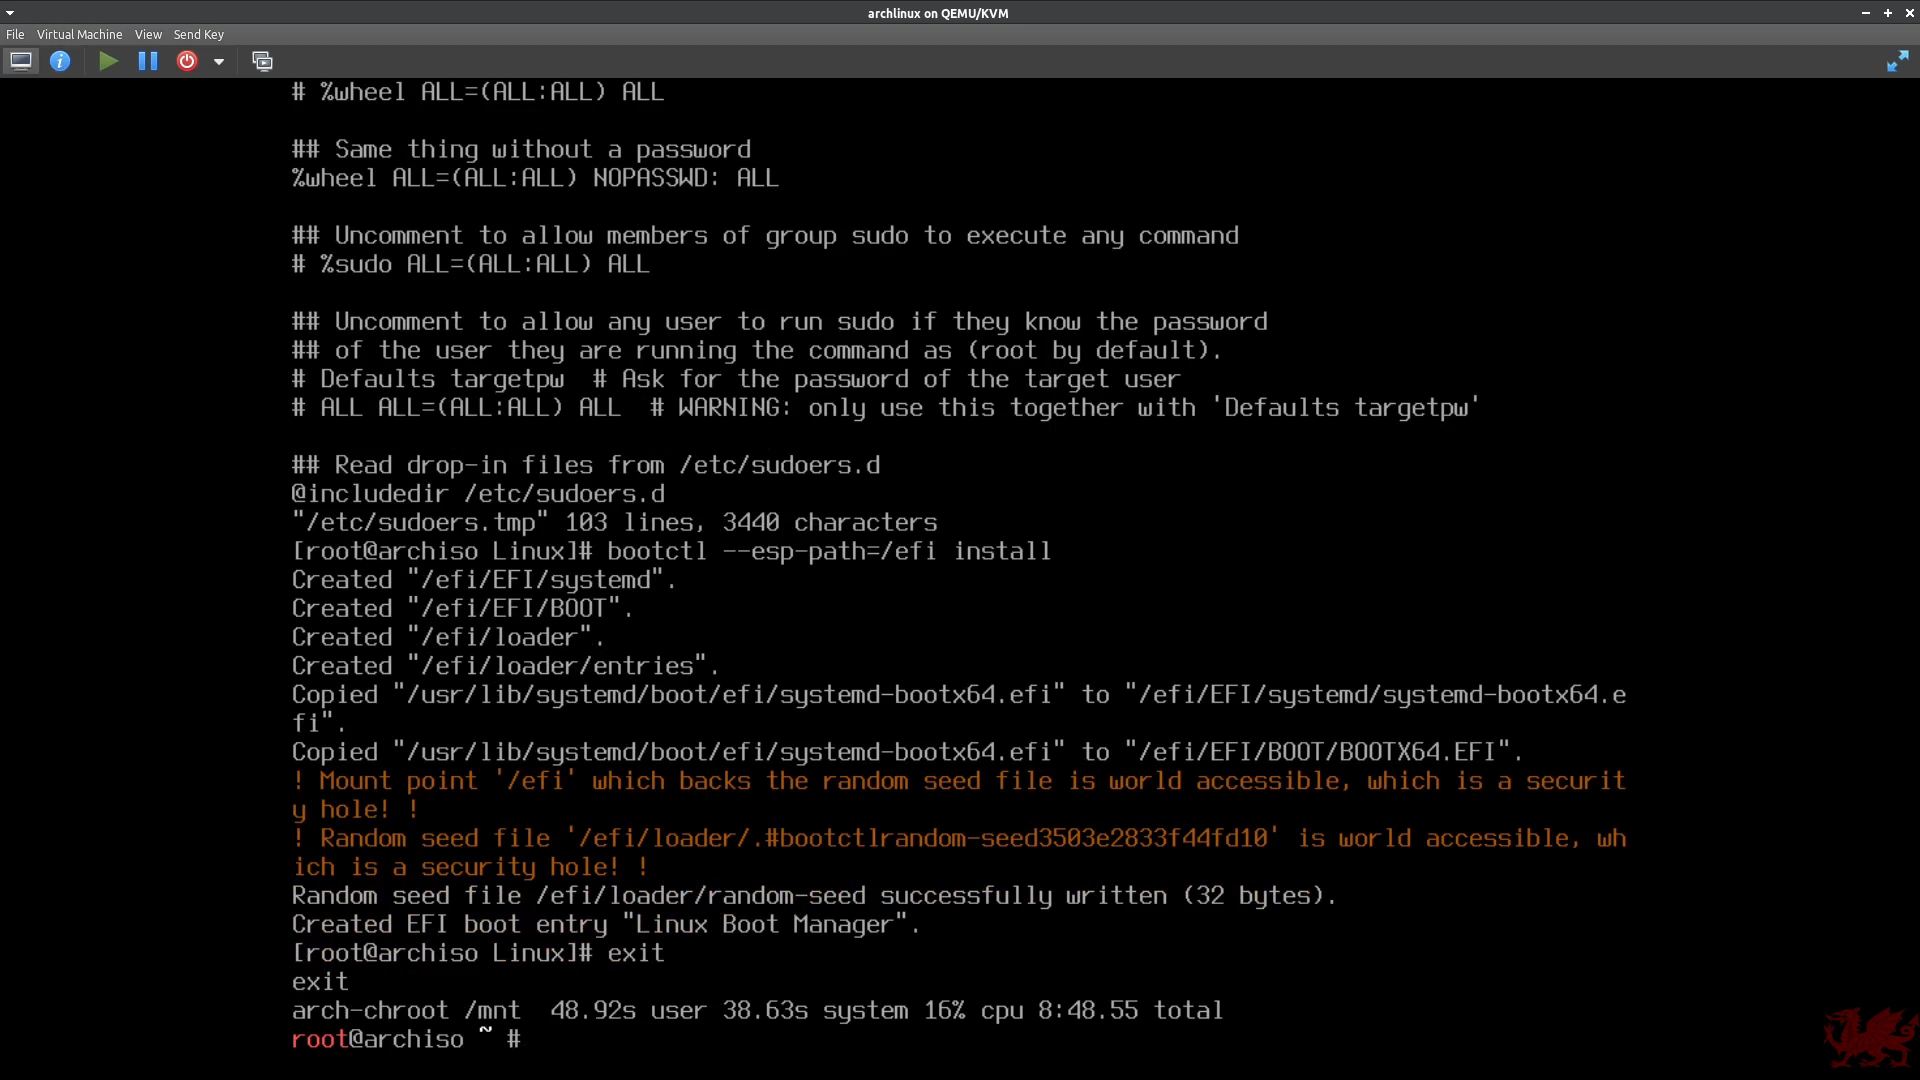 archlinux on QEMU/KVM
File Virtual Machine View Send Key
# %wheel ALL=(ALL:ALL) ALL
## Same thing without a password
%wheel ALL=(ALL:ALL) NOPASSWD: ALL
## Uncomment to allow members of group sudo to execute any command
# %sudo ALL=(ALL:ALL) ALL
## Uncomment to allow any user to run sudo if they know the password
## of the user they are running the command as (root by default).
# Defaults targetpw  # Ask for the password of the target user
# ALL ALL=(ALL:ALL) ALL  # WARNING: only use this together with 'Defaults targetpw'
## Read drop-in files from /etc/sudoers.d
@includedir /etc/sudoers.d
"/etc/sudoers.tmp" 103 lines, 3440 characters
[root@archiso Linux]# bootctl --esp-path=/efi install
Created "/efi/EFI/systemd".
Created "/efi/EFI/BOOT".
Created "/efi/loader".
Created "/efi/loader/entries".
Copied "/usr/lib/systemd/boot/efi/systemd-bootx64.efi" to "/efi/EFI/systemd/systemd-bootx64.e
fi".
Copied "/usr/lib/systemd/boot/efi/systemd-bootx64.efi" to "/efi/EFI/BOOT/BOOTX64.EFI".
! Mount point '/efi' which backs the random seed file is world accessible, which is a securit
y hole! !
! Random seed file '/efi/loader/.#bootctlrandom-seed3503e2833f44fd10' is world accessible, wh
ich is a security hole! !
Random seed file /efi/loader/random-seed successfully written (32 bytes).
Created EFI boot entry "Linux Boot Manager".
[root@archiso Linux]# exit
exit
arch-chroot /mnt  48.92s user 38.63s system 16% cpu 8:48.55 total
root@archiso ~ #